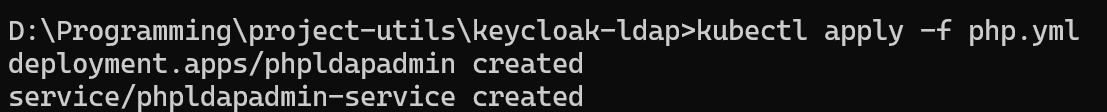 D:\Programming\project-utils\keycloak-ldap>kubectl apply -f php.yml
deployment.apps/phpldapadmin created
service/phpldapadmin-service created